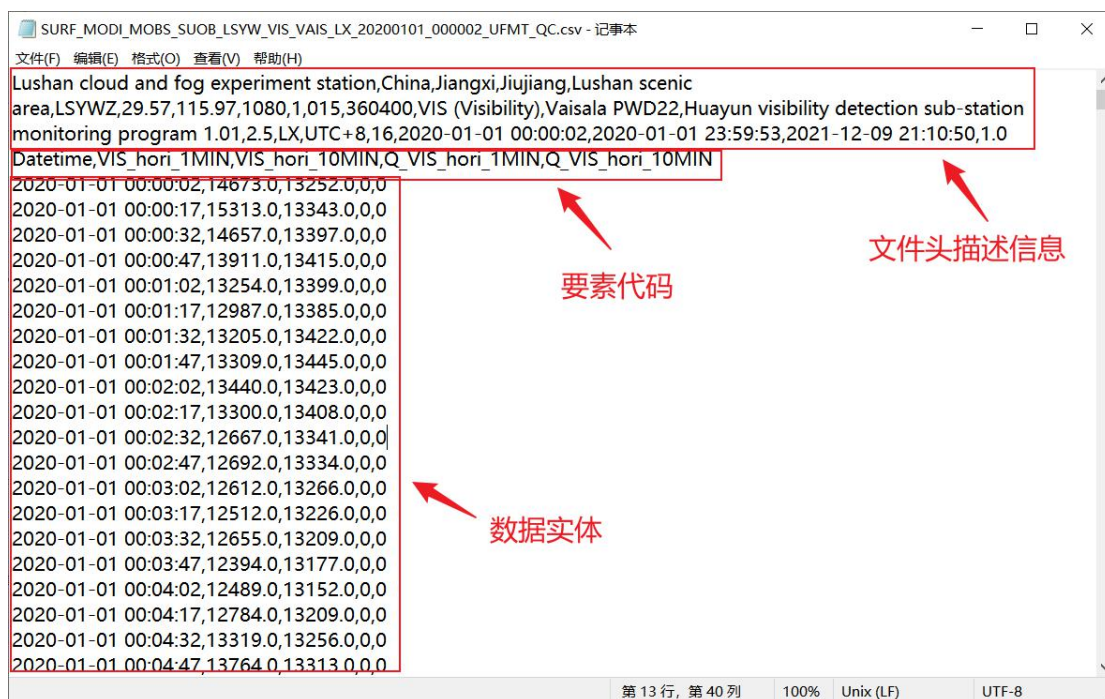 SURF_MODI_MOBS_SUOB_LSYW_VIS_VAIS_LX_20200101_000002_UFMT_QC.csv - 记事本
文件(F) 编辑(E) 格式(O) 查看(V) 帮助(H)
Lushan cloud and fog experiment station,China,Jiangxi,Jiujiang,Lushan scenic
area,LSYWZ,29.57,115.97,1080,1,015,360400,VIS (Visibility),Vaisala PWD22,Huayun visibility detection sub-station
monitoring program 1.01,2.5,LX,UTC+8,16,2020-01-01 00:00:02,2020-01-01 23:59:53,2021-12-09 21:10:50,1.0
Datetime,VIS_hori_1MIN,VIS_hori_10MIN,Q_VIS_hori_1MIN,Q_VIS_hori_10MIN
2020-01-01 00:00:02,14673.0,13252.0,0,0
2020-01-01 00:00:17,15313.0,13343.0,0,0
2020-01-01 00:00:32,14657.0,13397.0,0,0
2020-01-01 00:00:47,13911.0,13415.0,0,0
2020-01-01 00:01:02,13254.0,13399.0,0,0
2020-01-01 00:01:17,12987.0,13385.0,0,0
2020-01-01 00:01:32,13205.0,13422.0,0,0
2020-01-01 00:01:47,13309.0,13445.0,0,0
2020-01-01 00:02:02,13440.0,13423.0,0,0
2020-01-01 00:02:17,13300.0,13408.0,0,0
2020-01-01 00:02:32,12667.0,13341.0,0,0
2020-01-01 00:02:47,12692.0,13334.0,0,0
2020-01-01 00:03:02,12612.0,13266.0,0,0
2020-01-01 00:03:17,12512.0,13226.0,0,0
2020-01-01 00:03:32,12655.0,13209.0,0,0
2020-01-01 00:03:47,12394.0,13177.0,0,0
2020-01-01 00:04:02,12489.0,13152.0,0,0
2020-01-01 00:04:17,12784.0,13209.0,0,0
2020-01-01 00:04:32,13319.0,13256.0,0,0
2020-01-01 00:04:47,13764.0,13313.0,0,0
文件头描述信息
要素代码
数据实体
第 13 行，第 40 列 100% Unix (LF) UTF-8